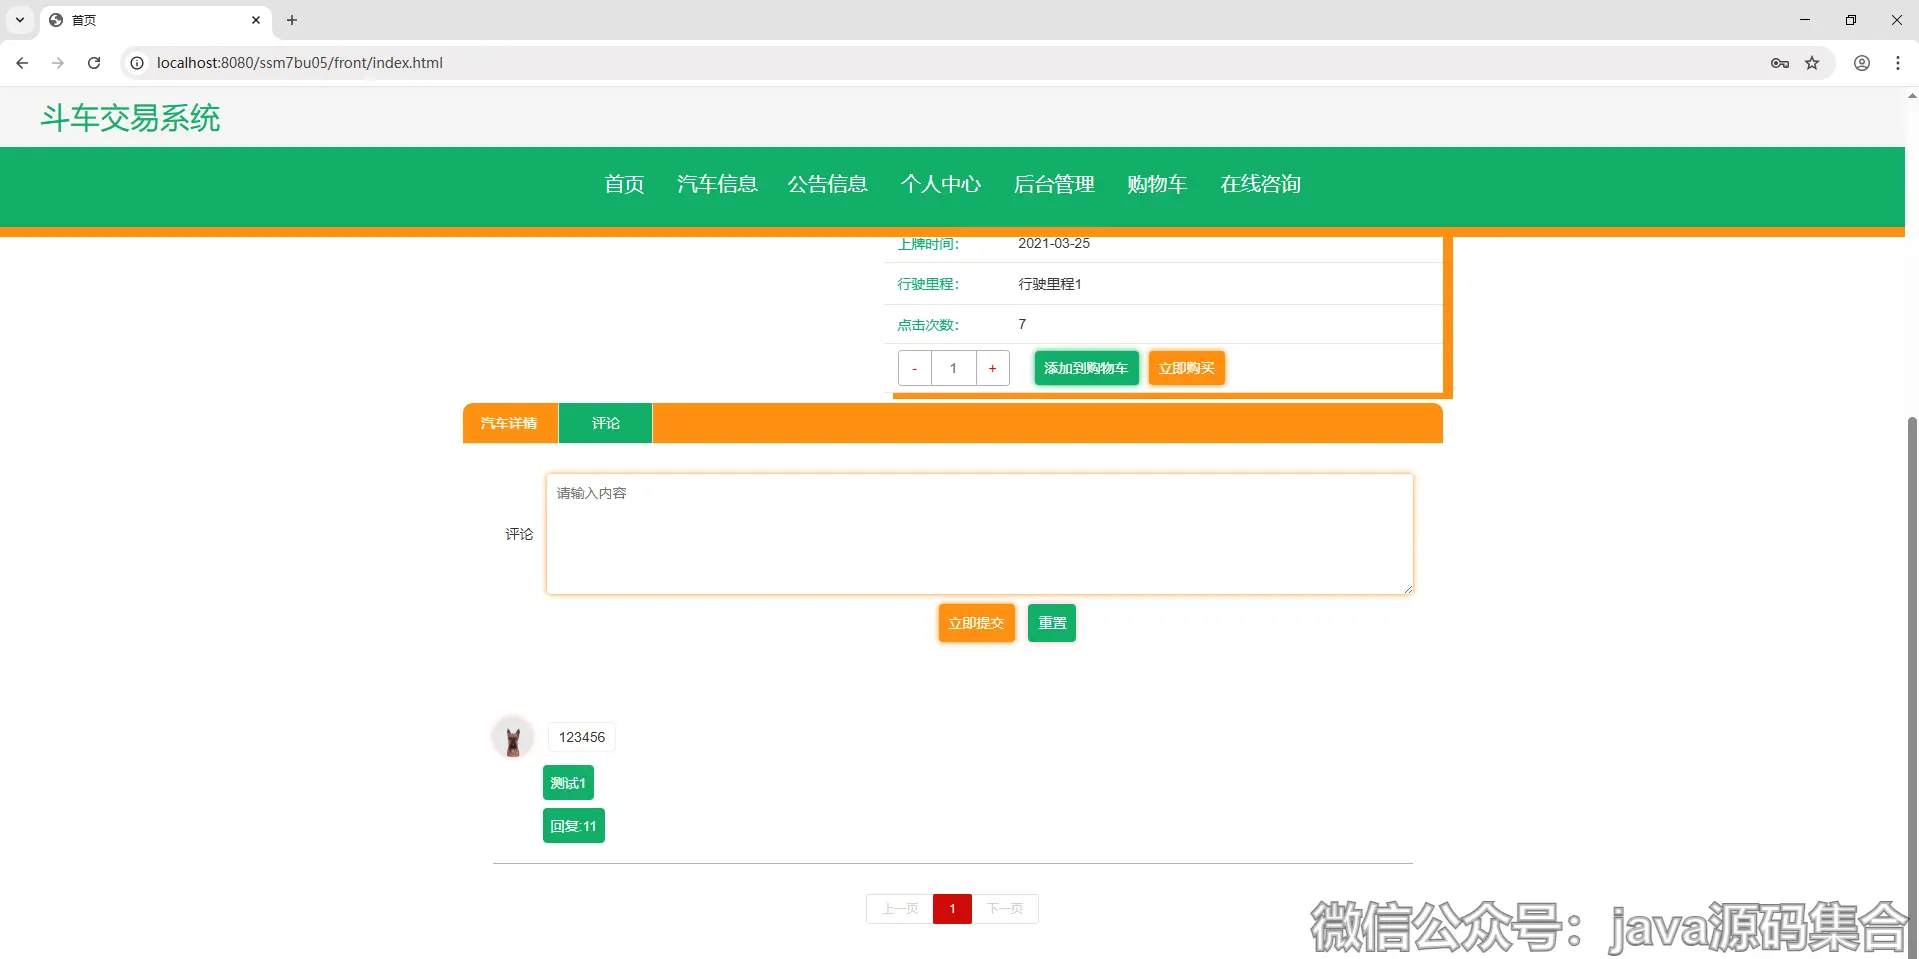 首页
localhost:8080/ssm7bu05/front/index.html
斗车交易系统
首页 汽车信息 公告信息 个人中心 后台管理 购物车 在线咨询
上牌时间： 2021-03-25
行驶里程： 行驶里程1
点击次数： 7
- 1 + 添加到购物车 立即购买
汽车详情 评论
请输入内容
评论
立即提交 重置
123456
测试1
回复:11
上一页 1 下一页
微信公众号：java源码集合